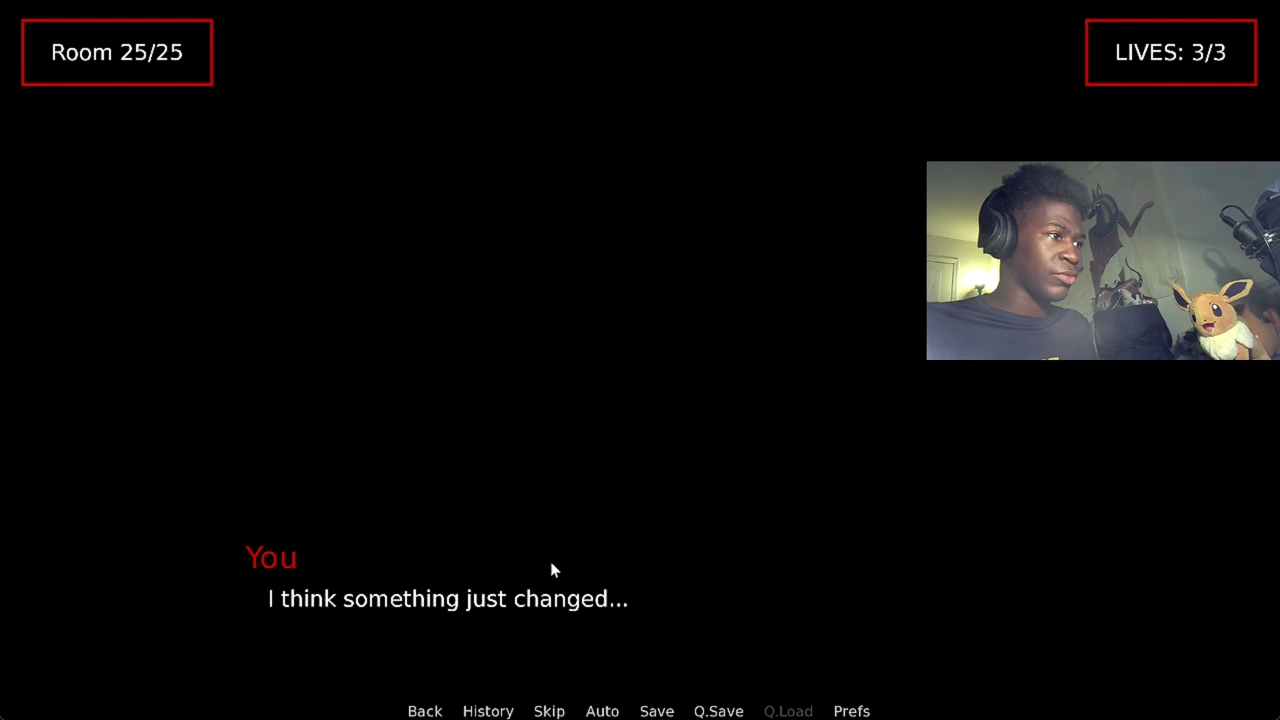 Room 25/25
LIVES: 3/3
You
I think something just changed...
Back History Skip Auto Save Q.Save Q.Load Prefs